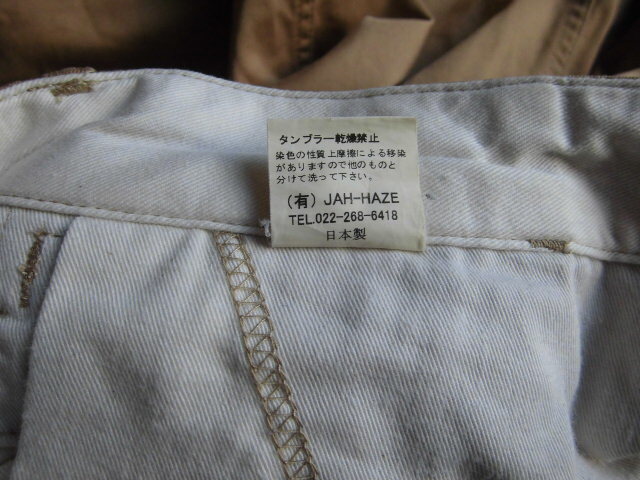 タンブラー乾燥禁止
染色の性質上摩擦による移染
がありますので他のものと
分けて洗って下さい。
(有) JAH-HAZE
TEL.022-268-6418
日本製